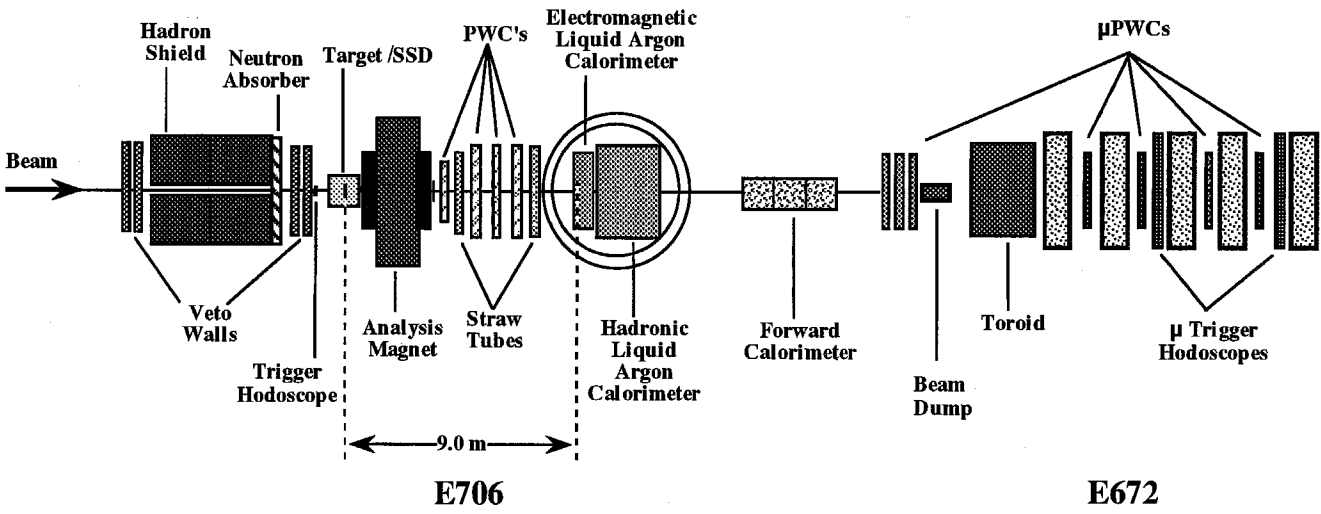 Hadron
Shield
Neutron
Absorber
Target /SSD
PWC's
Electromagnetic
Liquid Argon
Calorimeter
µPWCs
Beam
Veto
Walls
Trigger
Hodoscope
Analysis
Magnet
Straw
Tubes
Hadronic
Liquid
Argon
Calorimeter
Forward
Calorimeter
Beam
Dump
Toroid
µ Trigger
Hodoscopes
9.0 m
E706
E672